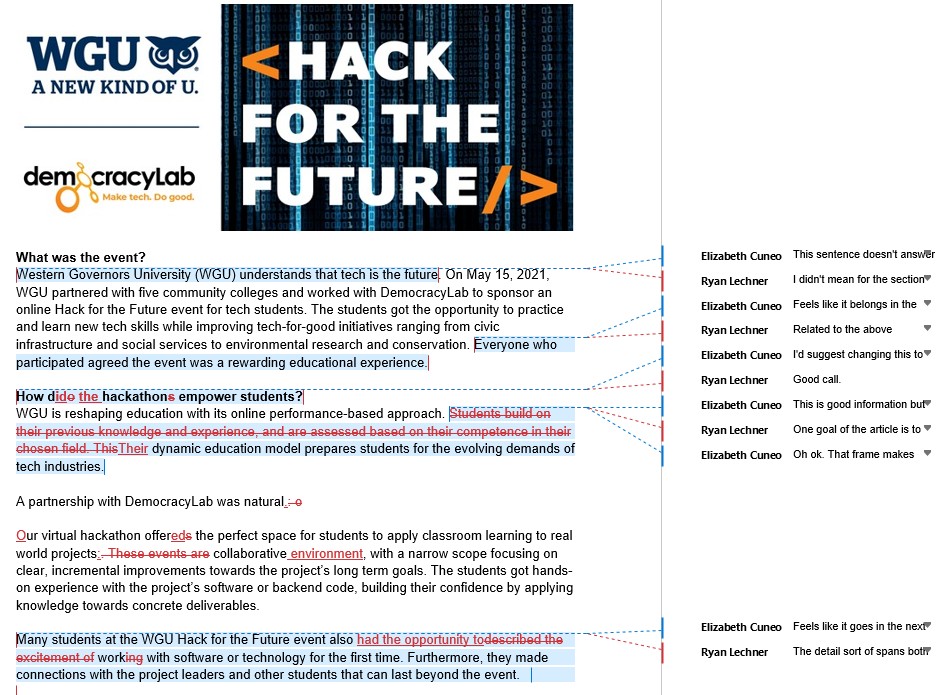 WGU
A NEW KIND OF U.
democracyLab
Make tech. Do good.
<HACK
FOR THE
FUTURE/>
What was the event?
Western Governors University (WGU) understands that tech is the future. On May 15, 2021,
WGU partnered with five community colleges and worked with DemocracyLab to sponsor an
online Hack for the Future event for tech students. The students got the opportunity to practice
and learn new tech skills while improving tech-for-good initiatives ranging from civic
infrastructure and social services to environmental research and conservation. Everyone who
participated agreed the event was a rewarding educational experience.
How dido the hackathons empower students?
WGU is reshaping education with its online performance-based approach. Students build on
their previous knowledge and experience, and are assessed based on their competence in their
chosen field. ThisTheir dynamic education model prepares students for the evolving demands of
tech industries.
A partnership with DemocracyLab was natural.: o
Our virtual hackathon offereds the perfect space for students to apply classroom learning to real
world projects:. These events are collaborative environment, with a narrow scope focusing on
clear, incremental improvements towards the project's long term goals. The students got hands-
on experience with the project's software or backend code, building their confidence by applying
knowledge towards concrete deliverables.
Many students at the WGU Hack for the Future event also had the opportunity todescribed the
excitement of working with software or technology for the first time. Furthermore, they made
connections with the project leaders and other students that can last beyond the event.
Elizabeth Cuneo This sentence doesn't answer
Ryan Lechner I didn't mean for the section
Elizabeth Cuneo Feels like it belongs in the
Ryan Lechner Related to the above
Elizabeth Cuneo I'd suggest changing this to
Ryan Lechner Good call.
Elizabeth Cuneo This is good information but
Ryan Lechner One goal of the article is to
Elizabeth Cuneo Oh ok. That frame makes
Elizabeth Cuneo Feels like it goes in the next
Ryan Lechner The detail sort of spans both